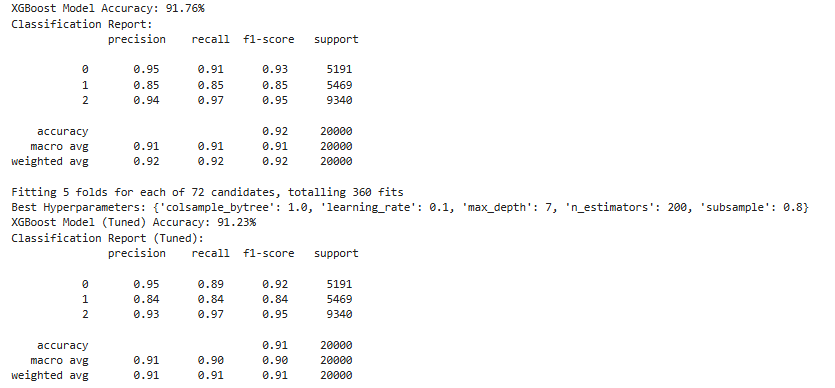 XGBoost Model Accuracy: 91.76%
Classification Report:
precision recall f1-score support
0 0.95 0.91 0.93 5191
1 0.85 0.85 0.85 5469
2 0.94 0.97 0.95 9340
accuracy 0.92 20000
macro avg 0.91 0.91 0.91 20000
weighted avg 0.92 0.92 0.92 20000
Fitting 5 folds for each of 72 candidates, totalling 360 fits
Best Hyperparameters: {'colsample_bytree': 1.0, 'learning_rate': 0.1, 'max_depth': 7, 'n_estimators': 200, 'subsample': 0.8}
XGBoost Model (Tuned) Accuracy: 91.23%
Classification Report (Tuned):
precision recall f1-score support
0 0.95 0.89 0.92 5191
1 0.84 0.84 0.84 5469
2 0.93 0.97 0.95 9340
accuracy 0.91 20000
macro avg 0.91 0.90 0.90 20000
weighted avg 0.91 0.91 0.91 20000